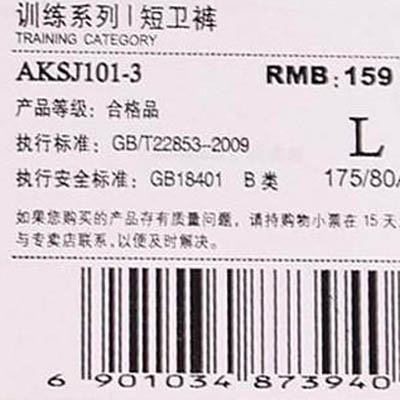 训练系列 | 短卫裤
TRAINING CATEGORY
AKSJ101-3 RMB:159
产品等级：合格品
执行标准：GB/T22853-2009 L
执行安全标准：GB18401 B类 175/80/
如果您购买的产品存有质量问题，请持购物小票在 15 天
与专卖店联系，以便及时解决。
6 901034 873940